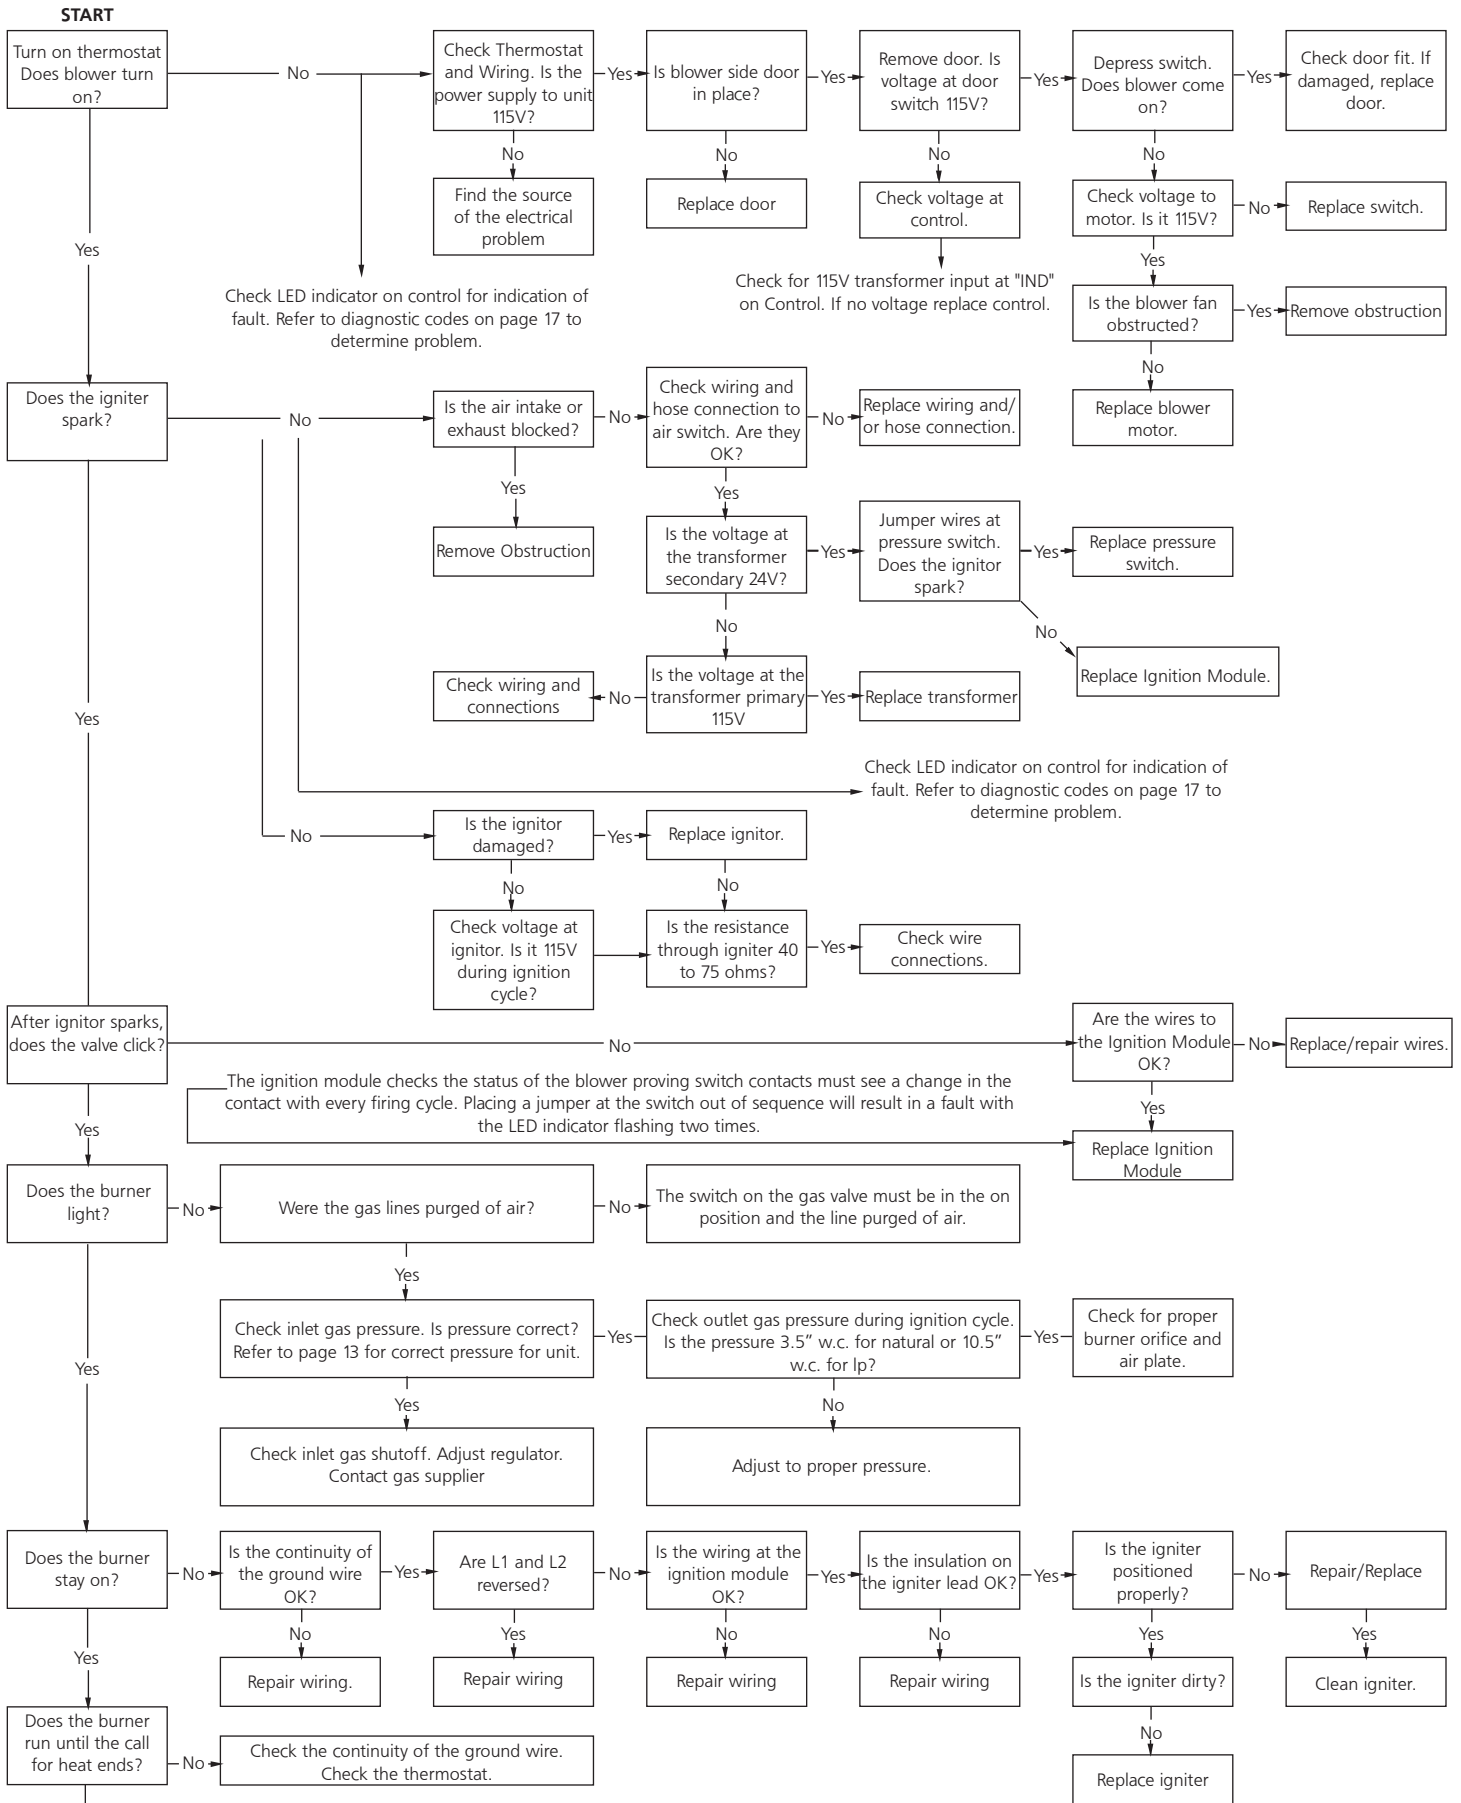 START
Turn on thermostat
Does blower turn
on?
No
Check Thermostat
and Wiring. Is the
power supply to unit
115V?
Yes
Is blower side door
in place?
Yes
Remove door. Is
voltage at door
switch 115V?
Yes
Depress switch.
Does blower come
on?
Yes
Check door fit. If
damaged, replace
door.
No
Find the source
of the electrical
problem
No
Replace door
No
Check voltage at
control.
No
Check voltage to
motor. Is it 115V?
No
Replace switch.
Yes
Check LED indicator on control for indication of
fault. Refer to diagnostic codes on page 17 to
determine problem.
Check for 115V transformer input at "IND"
on Control. If no voltage replace control.
Yes
Is the blower fan
obstructed?
Yes
Remove obstruction
No
Replace blower
motor.
Does the igniter
spark?
No
Is the air intake or
exhaust blocked?
No
Check wiring and
hose connection to
air switch. Are they
OK?
No
Replace wiring and/
or hose connection.
Yes
Remove Obstruction
Yes
Is the voltage at
the transformer
secondary 24V?
Yes
Jumper wires at
pressure switch.
Does the ignitor
spark?
Yes
Replace pressure
switch.
No
Replace Ignition Module.
No
Is the voltage at the
transformer primary
115V
No
Check wiring and
connections
Yes
Replace transformer
Yes
Check LED indicator on control for indication of
fault. Refer to diagnostic codes on page 17 to
determine problem.
No
Is the ignitor
damaged?
Yes
Replace ignitor.
No
No
Check voltage at
ignitor. Is it 115V
during ignition
cycle?
Is the resistance
through igniter 40
to 75 ohms?
Yes
Check wire
connections.
After ignitor sparks,
does the valve click?
No
Are the wires to
the Ignition Module
OK?
No
Replace/repair wires.
Yes
The ignition module checks the status of the blower proving switch contacts must see a change in the
contact with every firing cycle. Placing a jumper at the switch out of sequence will result in a fault with
the LED indicator flashing two times.
Yes
Replace Ignition
Module
Does the burner
light?
No
Were the gas lines purged of air?
No
The switch on the gas valve must be in the on
position and the line purged of air.
Yes
Check inlet gas pressure. Is pressure correct?
Refer to page 13 for correct pressure for unit.
Yes
Check outlet gas pressure during ignition cycle.
Is the pressure 3.5” w.c. for natural or 10.5”
w.c. for lp?
Yes
Check for proper
burner orifice and
air plate.
Yes
Yes
Check inlet gas shutoff. Adjust regulator.
Contact gas supplier
No
Adjust to proper pressure.
Does the burner
stay on?
No
Is the continuity of
the ground wire
OK?
Yes
Are L1 and L2
reversed?
No
Is the wiring at the
ignition module
OK?
Yes
Is the insulation on
the igniter lead OK?
Yes
Is the igniter
positioned
properly?
No
Repair/Replace
Yes
No
Repair wiring.
Yes
Repair wiring
No
Repair wiring
No
Repair wiring
Yes
Is the igniter dirty?
Yes
Clean igniter.
Does the burner
run until the call
for heat ends?
No
Check the continuity of the ground wire.
Check the thermostat.
No
Replace igniter